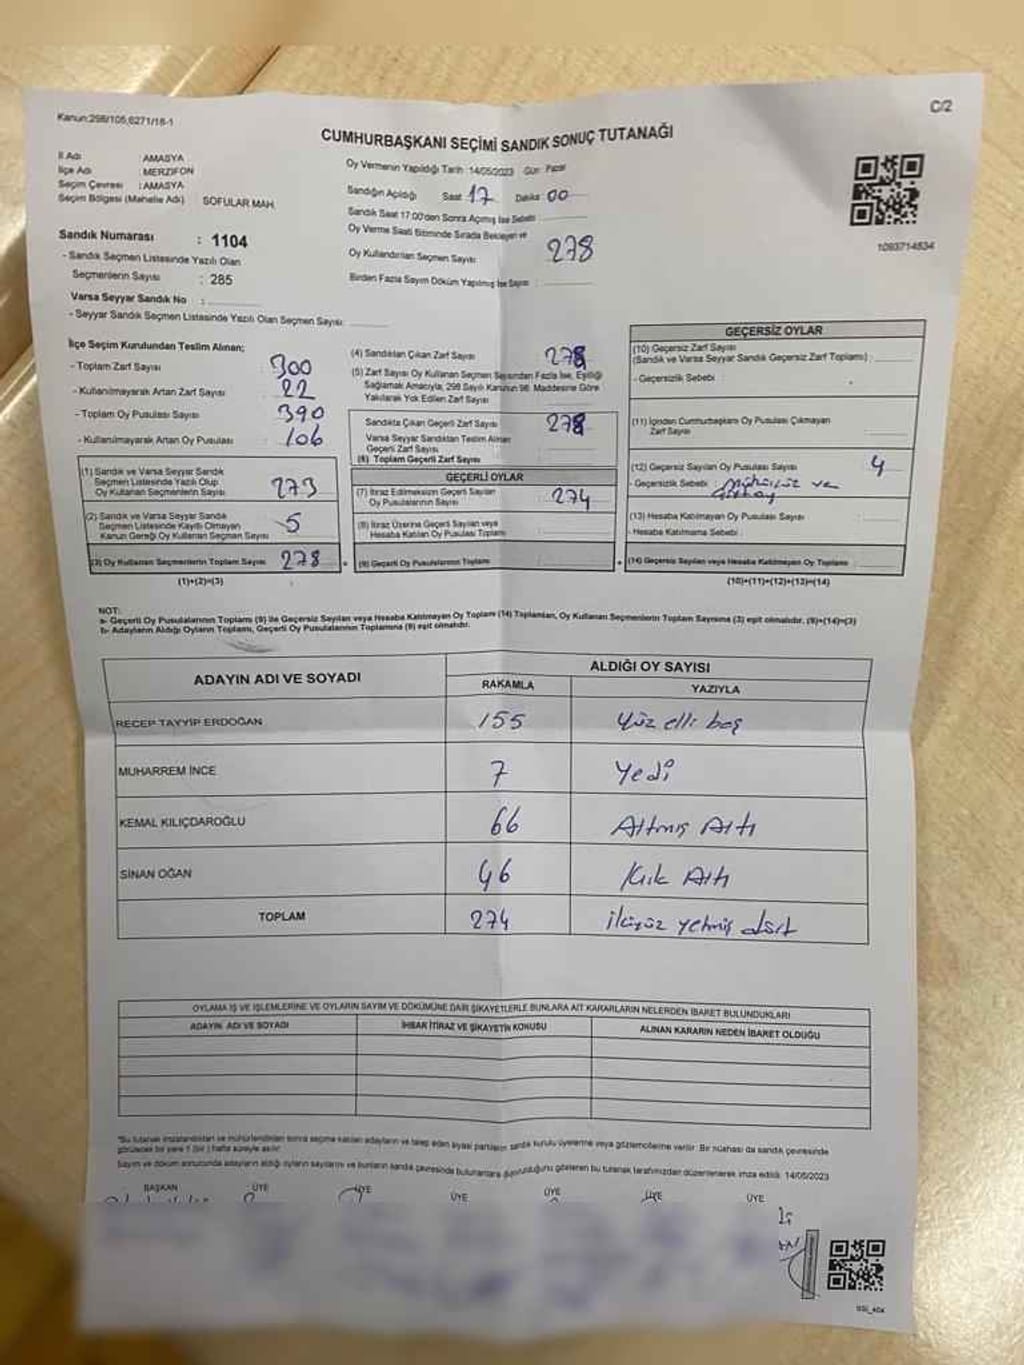 Kanun:298/105,6271/18-1
C/2
CUMHURBAŞKANI SEÇİMİ SANDIK SONUÇ TUTANAĞI
İl Adı : AMASYA
İlçe Adı : MERZİFON
Seçim Çevresi : AMASYA
Seçim Bölgesi (Mahalle Adı) SOFULAR MAH.
Oy Vermenin Yapıldığı Tarih :14/05/2023 Gün: Pazar
Sandığın Açıldığı Saat 17 Dakika 00
Sandık Saat 17:00'den Sonra Açımış İse Sebebi:
Oy Verme Saati Bitiminde Sırada Bekleyen ve
Oy Kullandırılan Seçmen Sayısı: 278
Birden Fazla Sayım Döküm Yapılmış İse Sayısı :
1093714534
Sandık Numarası : 1104
- Sandık Seçmen Listesinde Yazılı Olan
Seçmenlerin Sayısı : 285
Varsa Seyyar Sandık No :
- Seyyar Sandık Seçmen Listesinde Yazılı Olan Seçmen Sayısı:
İlçe Seçim Kurulundan Teslim Alınan;
- Toplam Zarf Sayısı : 300
- Kullanılmayarak Artan Zarf Sayısı : 22
- Toplam Oy Pusulası Sayısı : 390
- Kullanılmayarak Artan Oy Pusulası : 106
(1) Sandık ve Varsa Seyyar Sandık
Seçmen Listesinde Yazılı Olup
Oy Kullanan Seçmenlerin Sayısı 273
(2) Sandık ve Varsa Seyyar Sandık
Seçmen Listesinde Kayıtlı Olmayan
Kanun Gereği Oy Kullanan Seçmen Sayısı 5
(3) Oy Kullanan Seçmenlerin Toplam Sayısı 278
(1)+(2)=(3)
(4) Sandıktan Çıkan Zarf Sayısı 278
(5) Zarf Sayısı Oy Kullanan Seçmen Sayısından Fazla İse, Eşitliği
Sağlamak Amacıyla, 298 Sayılı Kanunun 98. Maddesine Göre
Yakılarak Yok Edilen Zarf Sayısı
Sandıkta Çıkan Geçerli Zarf Sayısı 278
Varsa Seyyar Sandıktan Teslim Alınan
Geçerli Zarf Sayısı
(6) Toplam Geçerli Zarf Sayısı
GEÇERLİ OYLAR
(7) İtiraz Edilmeksizin Geçerli Sayılan
Oy Pusulalarının Sayısı 274
(8) İtiraz Üzerine Geçerli Sayılan veya
Hesaba Katılan Oy Pusulası Toplamı
(9) Geçerli Oy Pusulalarının Toplamı
GEÇERSİZ OYLAR
(10) Geçersiz Zarf Sayısı
(Sandık ve Varsa Seyyar Sandık Geçersiz Zarf Toplamı) :
- Geçersizlik Sebebi :
(11) İçinden Cumhurbaşkanı Oy Pusulası Çıkmayan
Zarf Sayısı
(12) Geçersiz Sayılan Oy Pusulası Sayısı 4
- Geçersizlik Sebebi : Mühürsüz ve
(13) Hesaba Katılmayan Oy Pusulası Sayısı
- Hesaba Katılmama Sebebi :
(14) Geçersiz Sayılan veya Hesaba Katılmayan Oy Toplamı
(10)+(11)+(12)+(13)=(14)
NOT:
a- Geçerli Oy Pusulalarının Toplamı (9) ile Geçersiz Sayılan veya Hesaba Katılmayan Oy Toplamı (14) Toplamları, Oy Kullanan Seçmenlerin Toplam Sayısına (3) eşit olmalıdır. (9)+(14)=(3)
b- Adayların Aldığı Oyların Toplamı, Geçerli Oy Pusulalarının Toplamına (9) eşit olmalıdır.
ADAYIN ADI VE SOYADI
ALDIĞI OY SAYISI
RAKAMLA YAZIYLA
RECEP TAYYİP ERDOĞAN 155 Yüz elli beş
MUHARREM İNCE 7 Yedi
KEMAL KILIÇDAROĞLU 66 Altmış Altı
SİNAN OĞAN 46 Kırk Altı
TOPLAM 274 ikiyüz yetmiş dört
OYLAMA İŞ VE İŞLEMLERİNE VE OYLARIN SAYIM VE DÖKÜMÜNE DAİR ŞİKAYETLERLE BUNLARA AİT KARARLARIN NELERDEN İBARET BULUNDUKLARI
ADAYIN ADI VE SOYADI İHBAR İTİRAZ VE ŞİKAYETİN KONUSU ALINAN KARARIN NEDEN İBARET OLDUĞU
"Bu tutanak imzalandıktan ve mühürlendikten sonra seçime katılan adayların ve talep eden siyasi partilerin sandık kurulu üyelerine veya gözlemcilerine verilir. Bir nüshası da sandık çevresinde
görülecek bir yere 1 (bir) hafta süreyle asılır.
Sayım ve döküm sonucunda adayların aldığı oyların sayılarını ve bunların sandık çevresinde bulunanlara duyurulduğunu gösteren bu tutanak tarafımızdan düzenlenerek imza edildi. 14/05/2023
BAŞKAN ÜYE ÜYE ÜYE ÜYE ÜYE ÜYE